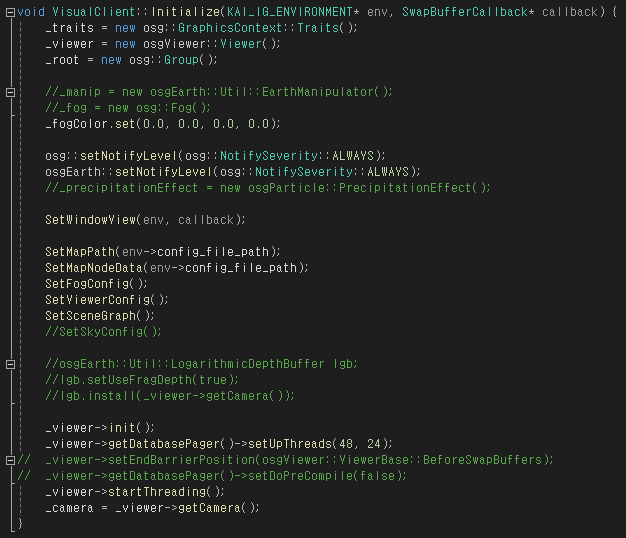 void VisualClient::Initialize(KAI_IG_ENVIRONMENT* env, SwapBufferCallback* callback) {
_traits = new osg::GraphicsContext::Traits();
_viewer = new osgViewer::Viewer();
_root = new osg::Group();
//_manip = new osgEarth::Util::EarthManipulator();
//_fog = new osg::Fog();
_fogColor.set(0.0, 0.0, 0.0, 0.0);
osg::setNotifyLevel(osg::NotifySeverity::ALWAYS);
osgEarth::setNotifyLevel(osg::NotifySeverity::ALWAYS);
//_precipitationEffect = new osgParticle::PrecipitationEffect();
SetWindowView(env, callback);
SetMapPath(env->config_file_path);
SetMapNodeData(env->config_file_path);
SetFogConfig();
SetViewerConfig();
SetSceneGraph();
//SetSkyConfig();
//osgEarth::Util::LogarithmicDepthBuffer lgb;
//lgb.setUseFragDepth(true);
//lgb.install(_viewer->getCamera());
_viewer->init();
_viewer->getDatabasePager()->setUpThreads(48, 24);
// _viewer->setEndBarrierPosition(osgViewer::ViewerBase::BeforeSwapBuffers);
// _viewer->getDatabasePager()->setDoPreCompile(false);
_viewer->startThreading();
_camera = _viewer->getCamera();
}